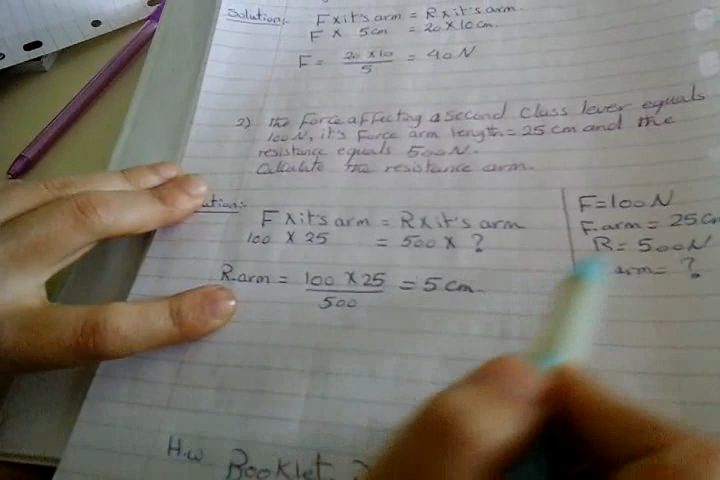 Solution:-
F x it's arm = R x it's arm
F x 5cm = 20 x 10cm
F = 20 x 10 / 5 = 40 N
2) the force affecting a second class lever equals
100 N, it's Force arm length = 25 cm and the
resistance equals 500 N.
Calculate the resistance arm.
F x it's arm = R x it's arm
100 x 25 = 500 x ?
R.arm = 100 x 25 / 500 = 5 cm
F = 100 N
F.arm = 25 cm
R = 500 N
arm = ?
H.w Booklet